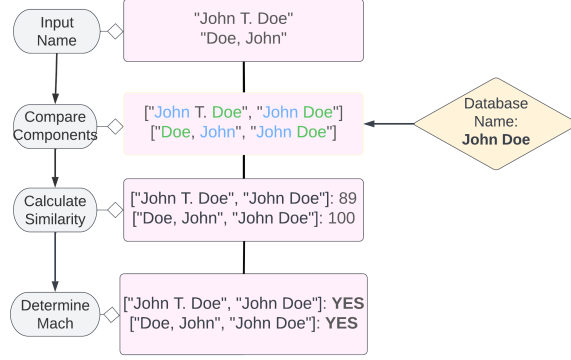 Input
Name
"John T. Doe"
"Doe, John"
Compare
Components
["John T. Doe", "John Doe"]
["Doe, John", "John Doe"]
Database
Name:
John Doe
Calculate
Similarity
["John T. Doe", "John Doe"]: 89
["Doe, John", "John Doe"]: 100
Determine
Mach
["John T. Doe", "John Doe"]: YES
["Doe, John", "John Doe"]: YES